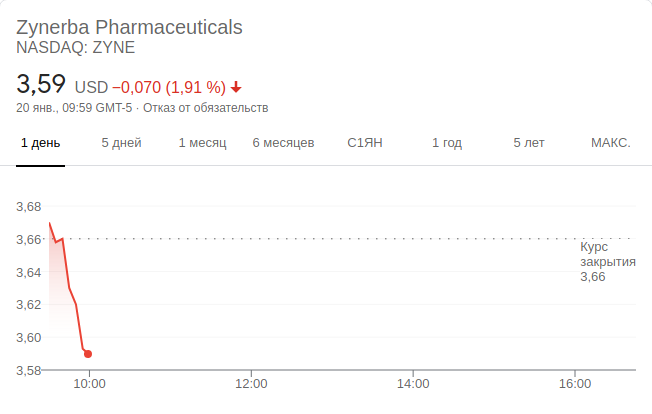 Zynerba Pharmaceuticals
NASDAQ: ZYNE
3,59 USD −0,070 (1,91 %)
20 янв., 09:59 GMT-5 · Отказ от обязательств
1 день 5 дней 1 месяц 6 месяцев С1ЯН 1 год 5 лет МАКС.
3,68
3,66
Курс
закрытия
3,66
3,64
3,62
3,60
3,58
10:00 12:00 14:00 16:00